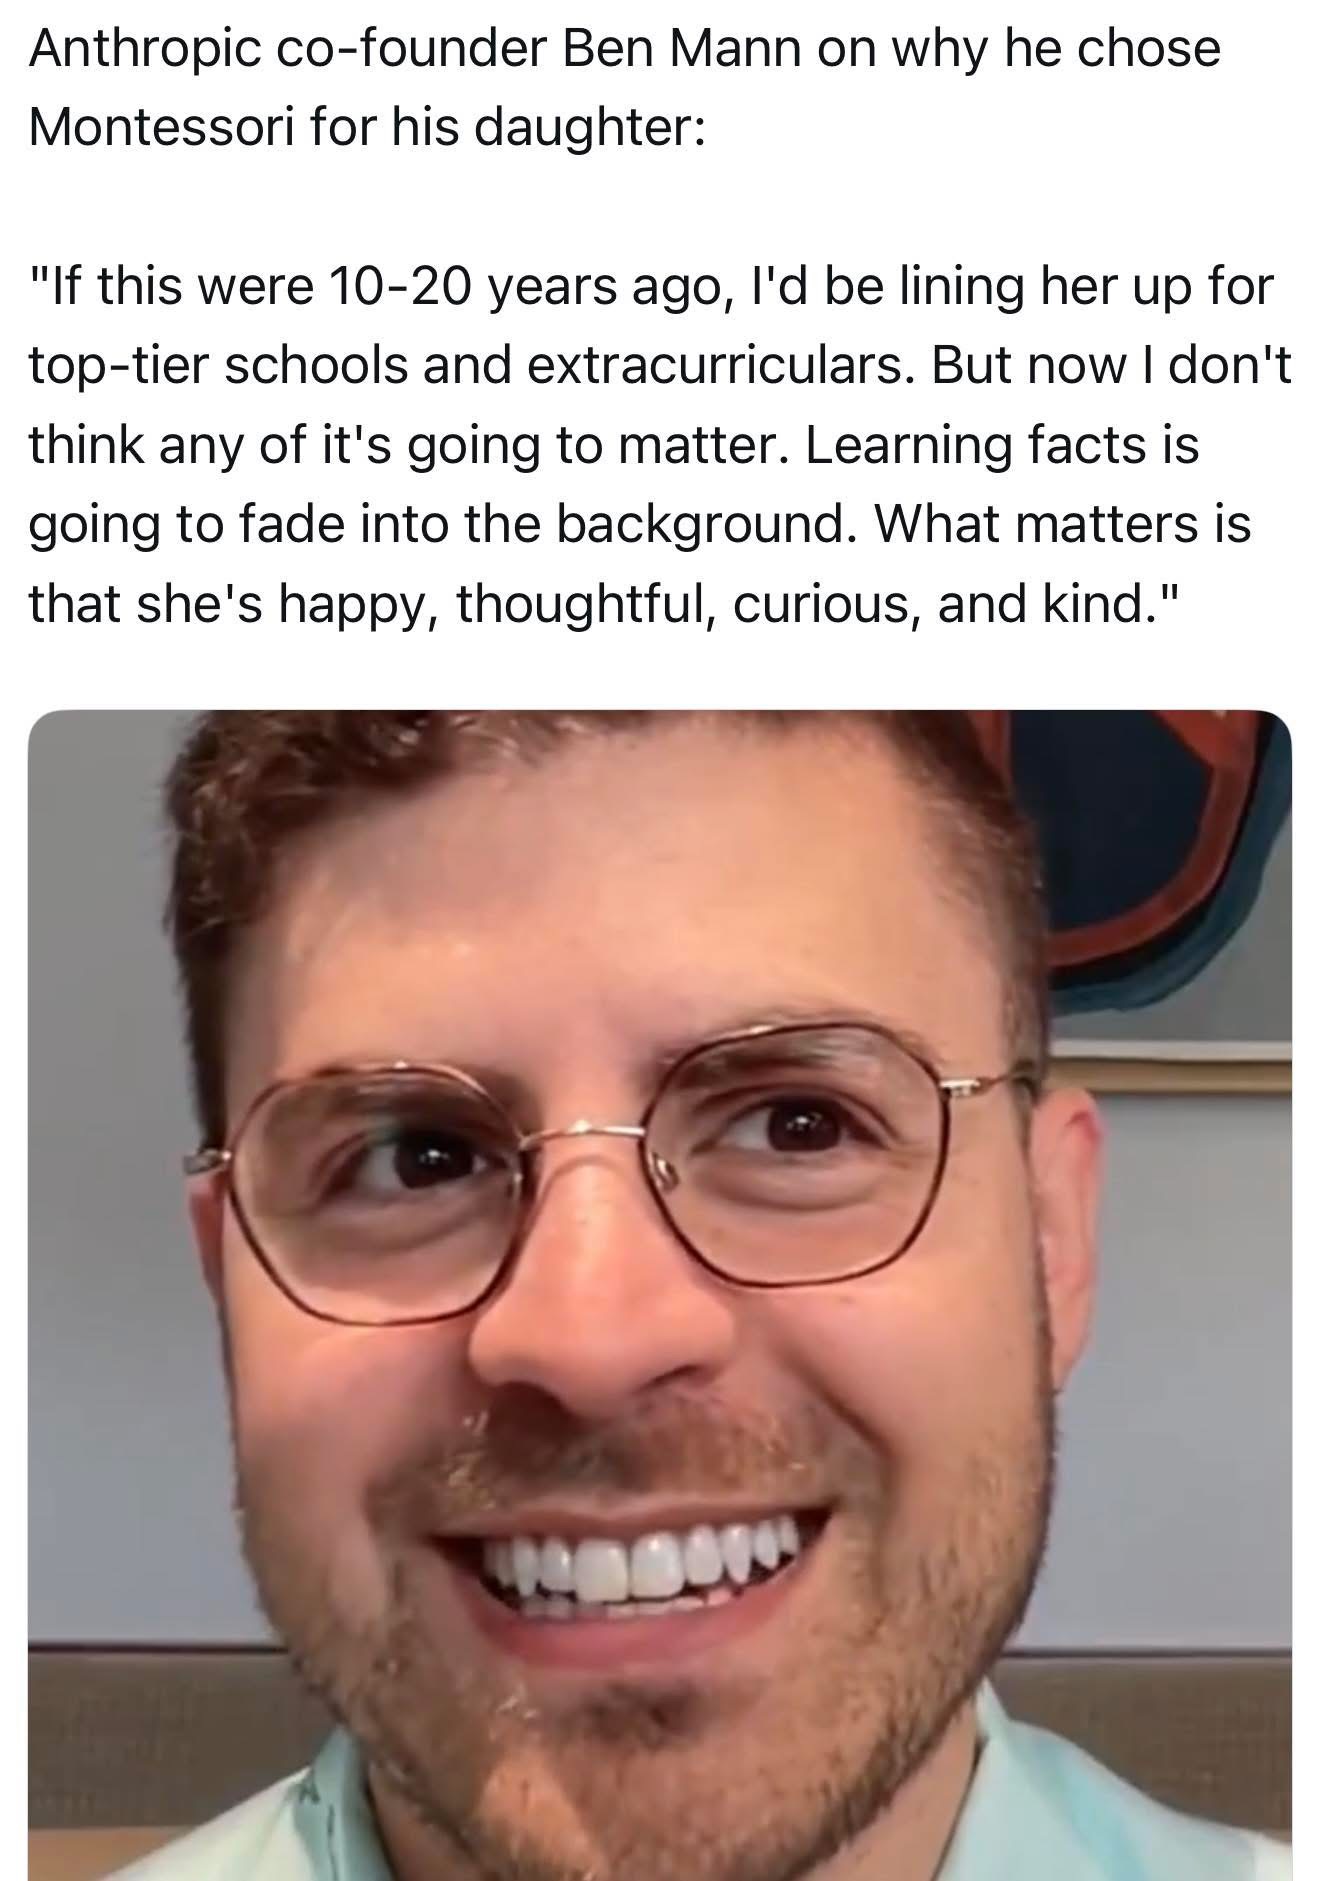 Anthropic co-founder Ben Mann on why he chose
Montessori for his daughter:
"If this were 10-20 years ago, I'd be lining her up for
top-tier schools and extracurriculars. But now I don't
think any of it's going to matter. Learning facts is
going to fade into the background. What matters is
that she's happy, thoughtful, curious, and kind."